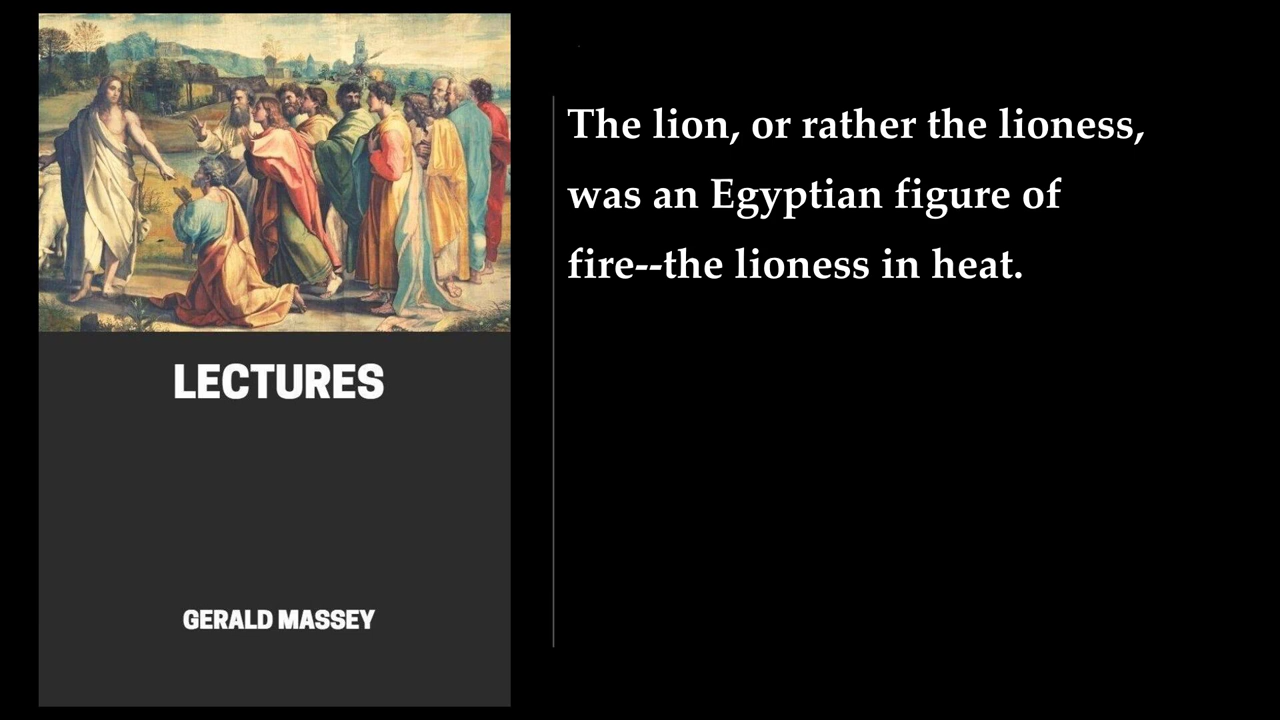 LECTURES
GERALD MASSEY
The lion, or rather the lioness,
was an Egyptian figure of
fire--the lioness in heat.